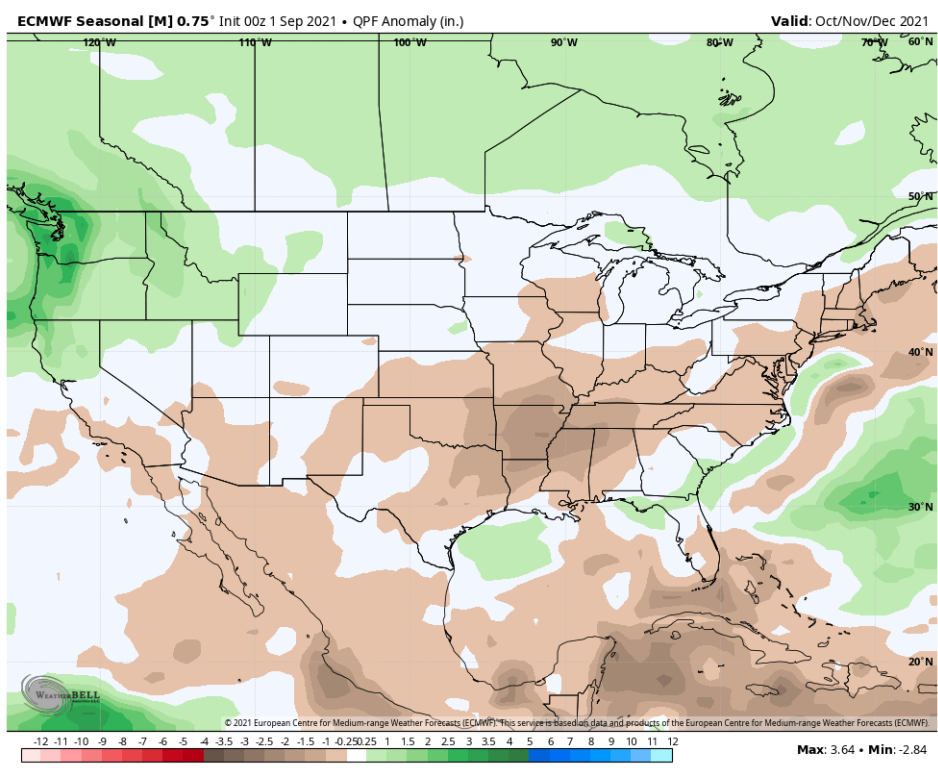 ECMWF Seasonal [M] 0.75° Init 00z 1 Sep 2021 • QPF Anomaly (in.)
Valid: Oct/Nov/Dec 2021
120°W 110°W 100°W 90°W 80°W 70°W 60°N
50°N
40°N
30°N
20°N
WEATHERBELL
© 2021 European Centre for Medium-range Weather Forecasts (ECMWF). This service is based on data and products of the European Centre for Medium-range Weather Forecasts (ECMWF).
-12 -11 -10 -9 -8 -7 -6 -5 -4 -3.5 -3 -2.5 -2 -1.5 -1 -0.25 0.25 1 1.5 2 2.5 3 3.5 4 5 6 7 8 9 10 11 12
Max: 3.64 • Min: -2.84